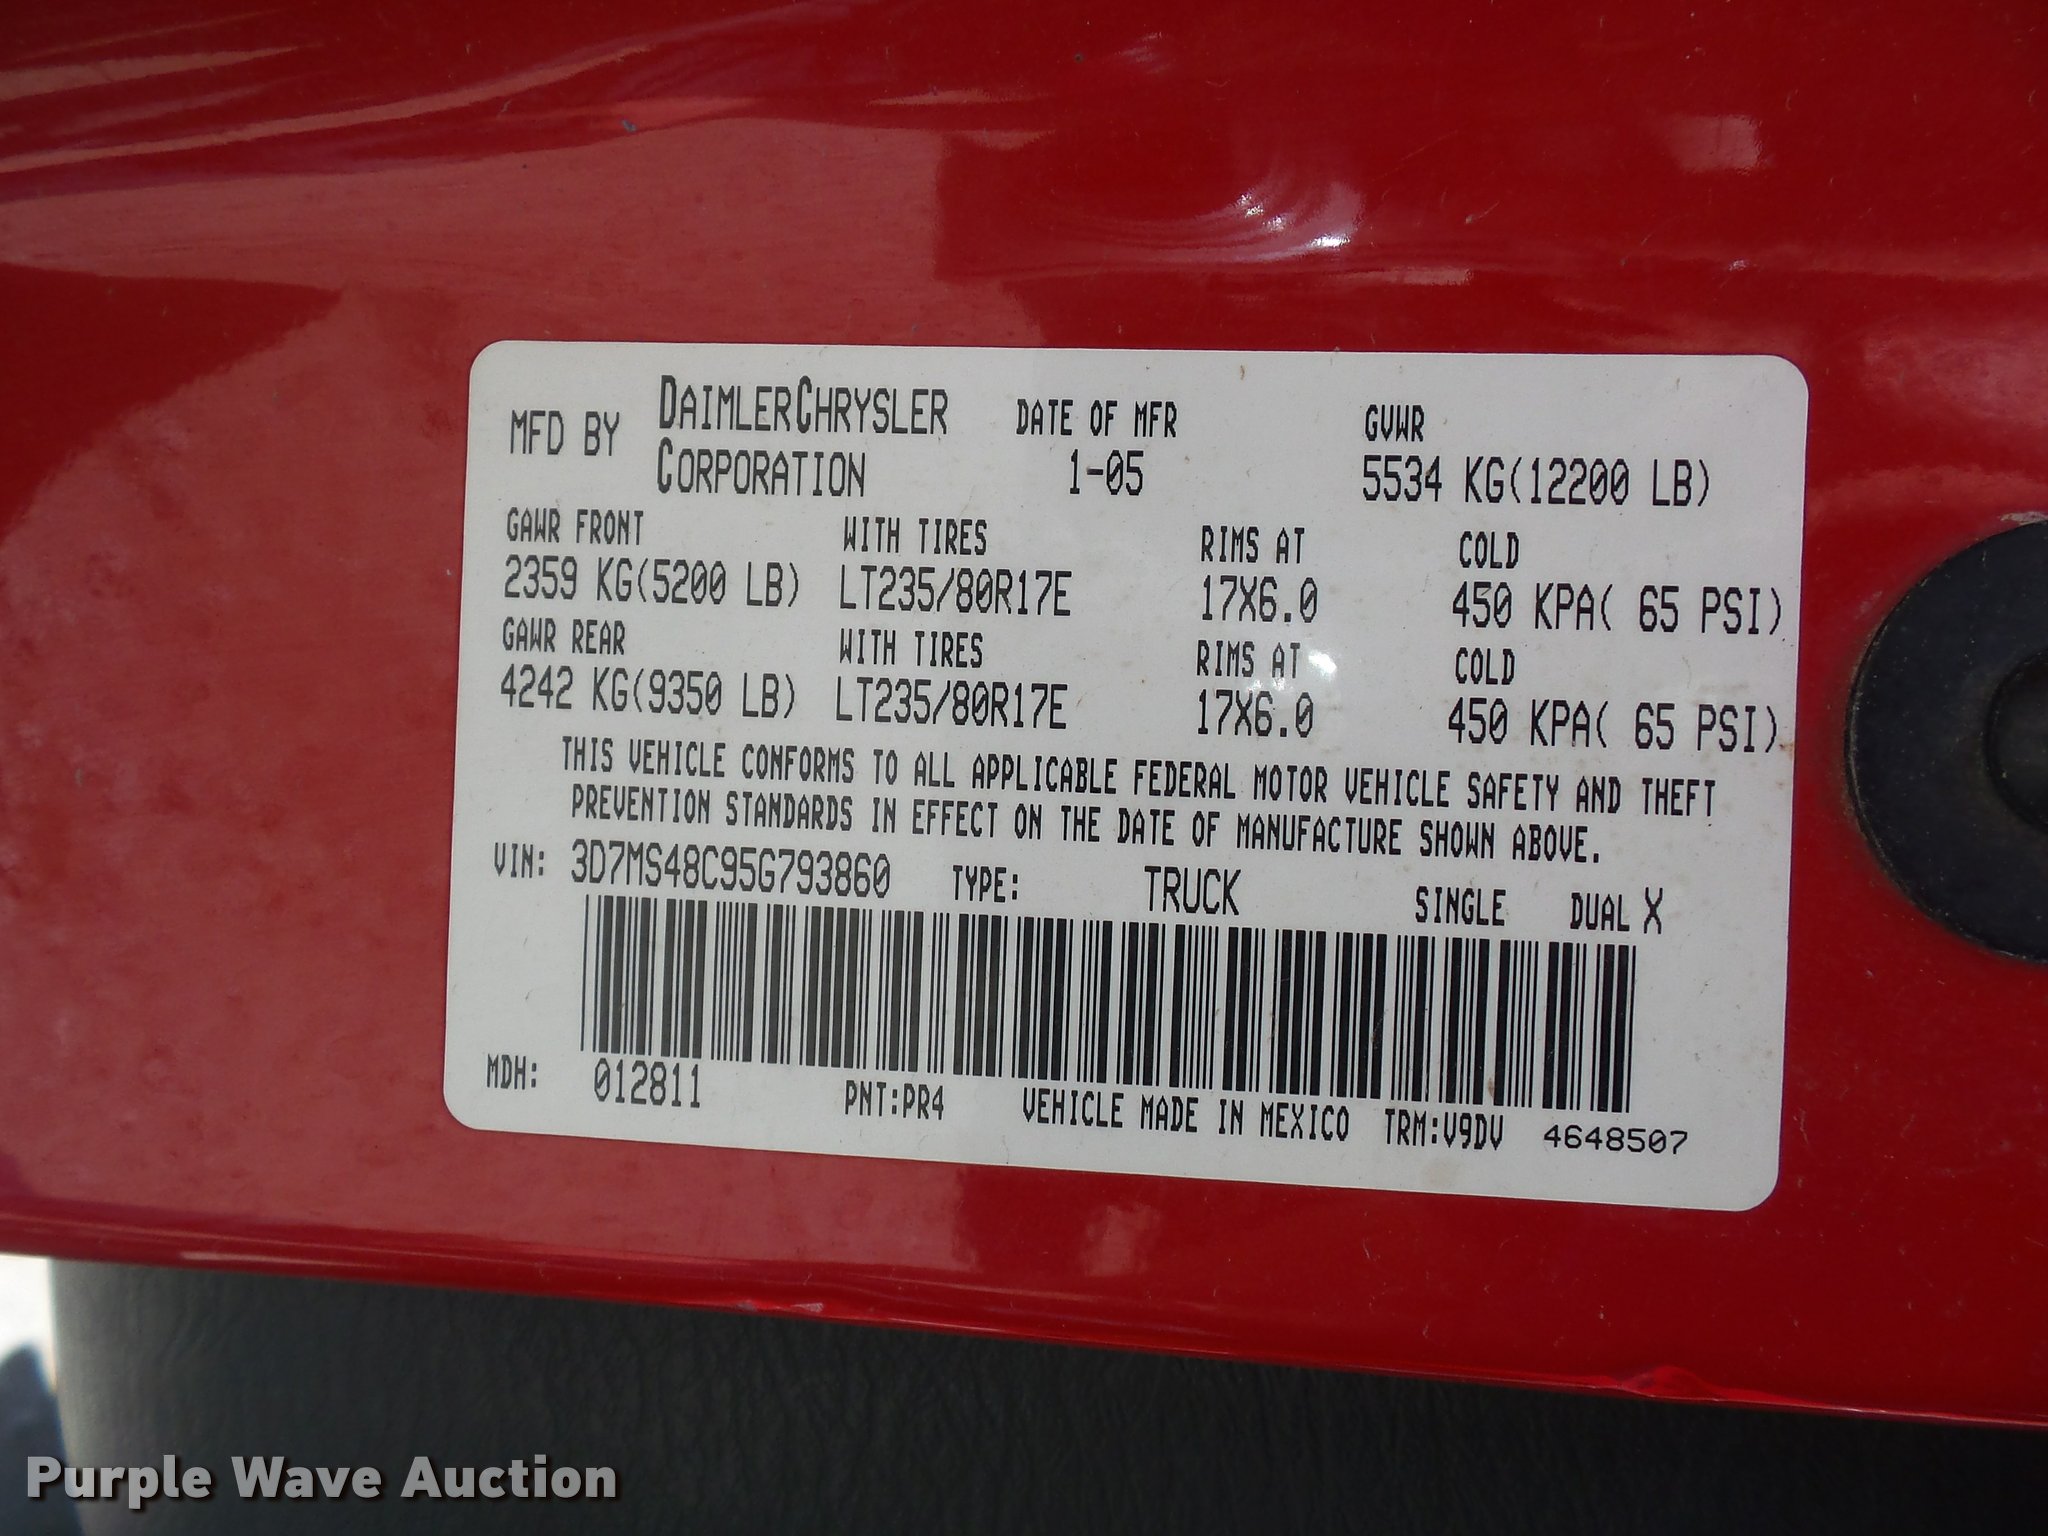 MFD BY DAIMLERCHRYSLER CORPORATION DATE OF MFR 1-05 GVWR 5534 KG(12200 LB)
GAWR FRONT WITH TIRES RIMS AT COLD
2359 KG(5200 LB) LT235/80R17E 17X6.0 450 KPA( 65 PSI)
GAWR REAR WITH TIRES RIMS AT COLD
4242 KG(9350 LB) LT235/80R17E 17X6.0 450 KPA( 65 PSI)
THIS VEHICLE CONFORMS TO ALL APPLICABLE FEDERAL MOTOR VEHICLE SAFETY AND THEFT
PREVENTION STANDARDS IN EFFECT ON THE DATE OF MANUFACTURE SHOWN ABOVE.
VIN: 3D7MS48C95G793860 TYPE: TRUCK SINGLE DUAL X
MDH: 012811 PNT:PR4 VEHICLE MADE IN MEXICO TRM:V9DV 4648507
Purple Wave Auction